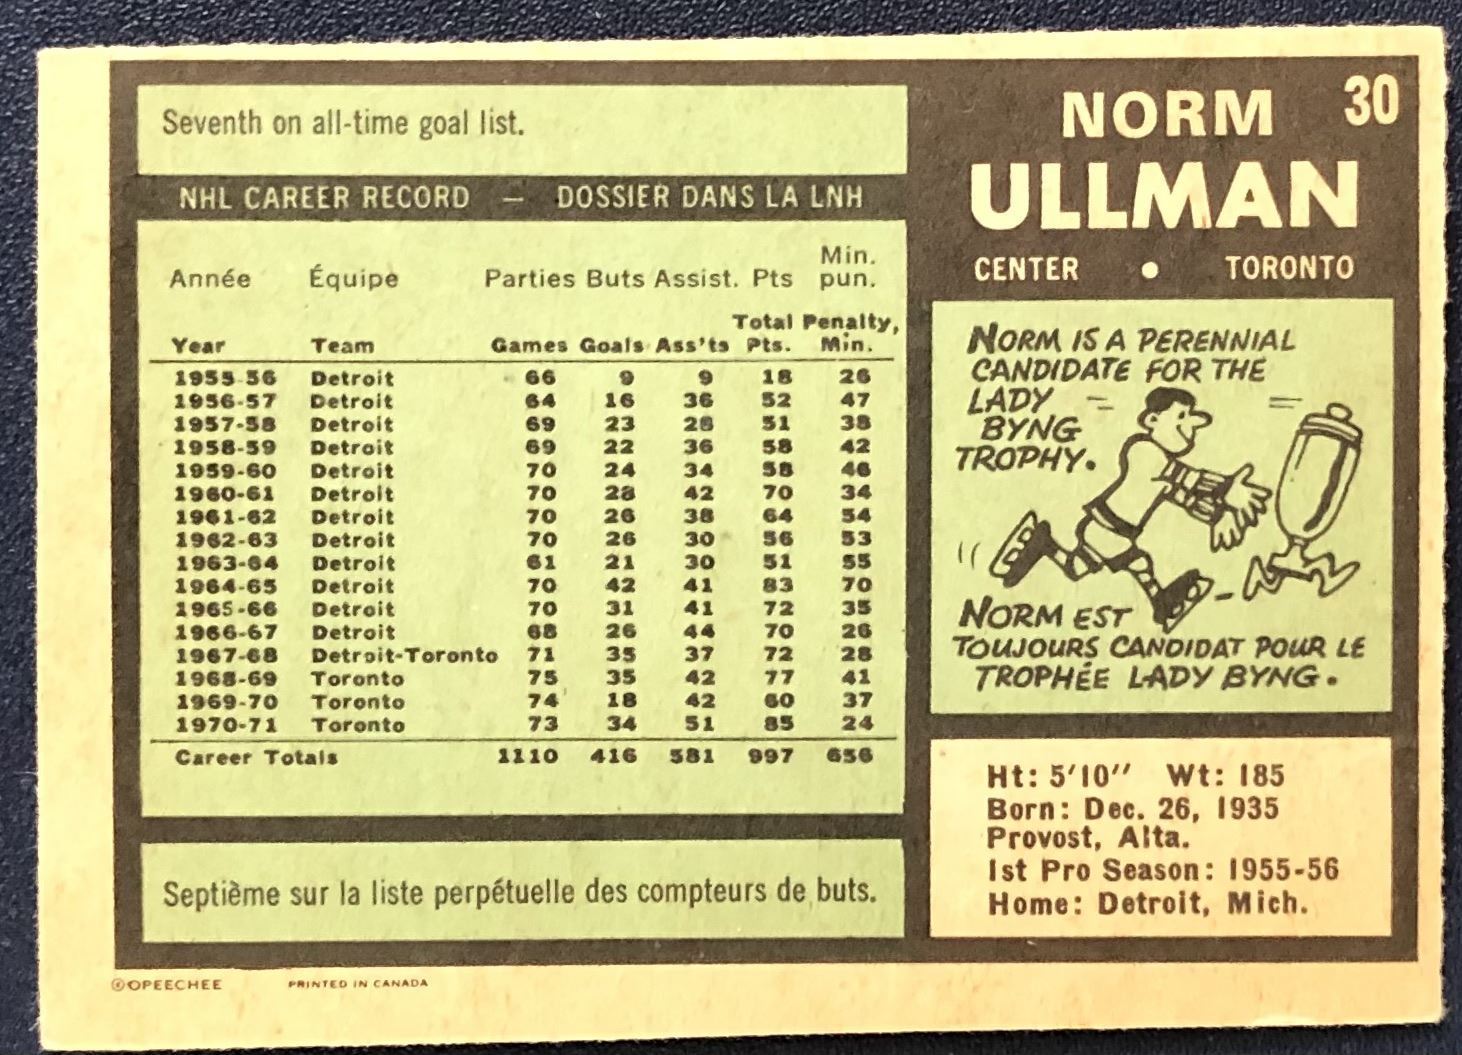 Seventh on all-time goal list.
NHL CAREER RECORD — DOSSIER DANS LA LNH
Année Équipe Parties Buts Assist. Pts Min. pun.
Year Team Games Goals Ass'ts Total Pts. Penalty, Min.
1955-56 Detroit 66 9 9 18 26
1956-57 Detroit 64 16 36 52 47
1957-58 Detroit 69 23 28 51 38
1958-59 Detroit 69 22 36 58 42
1959-60 Detroit 70 24 34 58 46
1960-61 Detroit 70 28 42 70 34
1961-62 Detroit 70 26 38 64 54
1962-63 Detroit 70 26 30 56 53
1963-64 Detroit 61 21 30 51 55
1964-65 Detroit 70 42 41 83 70
1965-66 Detroit 70 31 41 72 35
1966-67 Detroit 68 26 44 70 26
1967-68 Detroit-Toronto 71 35 37 72 28
1968-69 Toronto 75 35 42 77 41
1969-70 Toronto 74 18 42 60 37
1970-71 Toronto 73 34 51 85 24
Career Totals 1110 416 581 997 656
Septième sur la liste perpétuelle des compteurs de buts.
©OPEECHEE PRINTED IN CANADA
30
NORM
ULLMAN
CENTER • TORONTO
NORM IS A PERENNIAL
CANDIDATE FOR THE
LADY
BYNG
TROPHY.
NORM EST
TOUJOURS CANDIDAT POUR LE
TROPHÉE LADY BYNG.
Ht: 5'10" Wt: 185
Born: Dec. 26, 1935
Provost, Alta.
1st Pro Season: 1955-56
Home: Detroit, Mich.